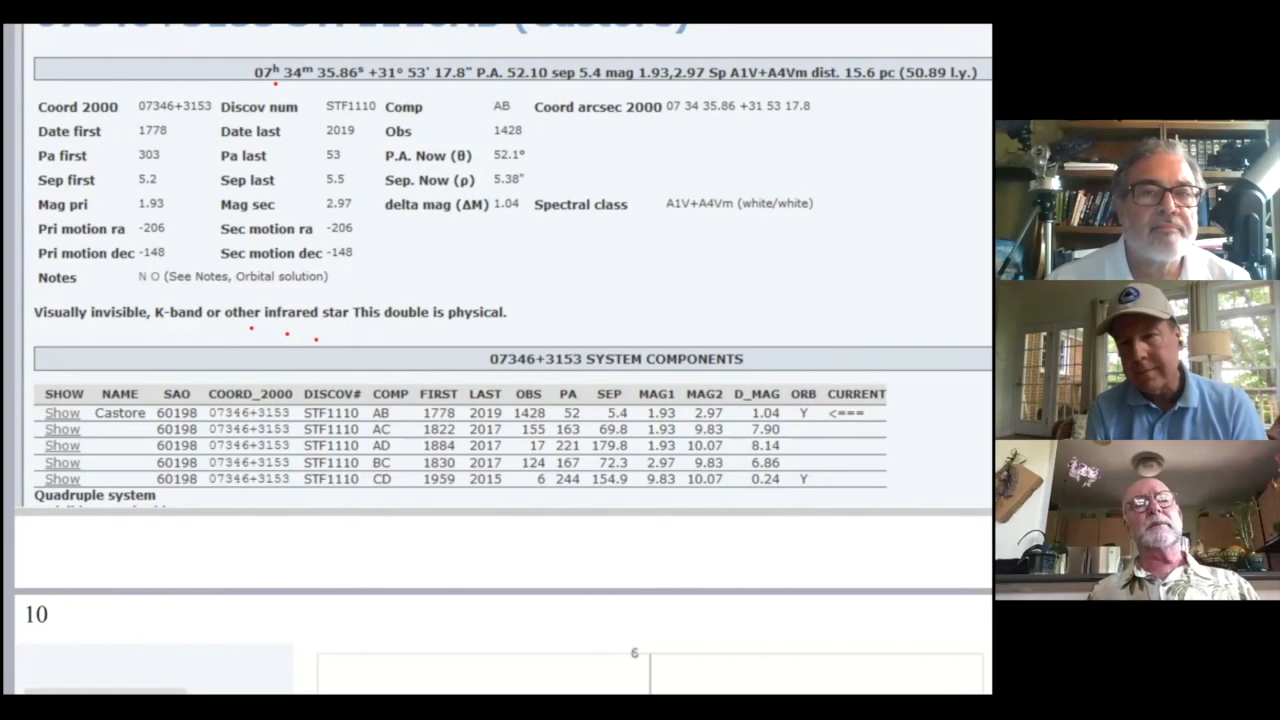 07ʰ 34ᵐ 35.86ˢ +31° 53' 17.8" P.A. 52.10 sep 5.4 mag 1.93,2.97 Sp A1V+A4Vm dist. 15.6 pc (50.89 l.y.)
Coord 2000 07346+3153 Discov num STF1110 Comp AB Coord arcsec 2000 07 34 35.86 +31 53 17.8
Date first 1778 Date last 2019 Obs 1428
Pa first 303 Pa last 53 P.A. Now (θ) 52.1°
Sep first 5.2 Sep last 5.5 Sep. Now (ρ) 5.38"
Mag pri 1.93 Mag sec 2.97 delta mag (ΔM) 1.04 Spectral class A1V+A4Vm (white/white)
Pri motion ra -206 Sec motion ra -206
Pri motion dec -148 Sec motion dec -148
Notes N O (See Notes, Orbital solution)
Visually invisible, K-band or other infrared star This double is physical.
07346+3153 SYSTEM COMPONENTS
SHOW NAME SAO COORD_2000 DISCOV# COMP FIRST LAST OBS PA SEP MAG1 MAG2 D_MAG ORB CURRENT
Show Castore 60198 07346+3153 STF1110 AB 1778 2019 1428 52 5.4 1.93 2.97 1.04 Y <===
Show 60198 07346+3153 STF1110 AC 1822 2017 155 163 69.8 1.93 9.83 7.90
Show 60198 07346+3153 STF1110 AD 1884 2017 17 221 179.8 1.93 10.07 8.14
Show 60198 07346+3153 STF1110 BC 1830 2017 124 167 72.3 2.97 9.83 6.86
Show 60198 07346+3153 STF1110 CD 1959 2015 6 244 154.9 9.83 10.07 0.24 Y
Quadruple system
10
6